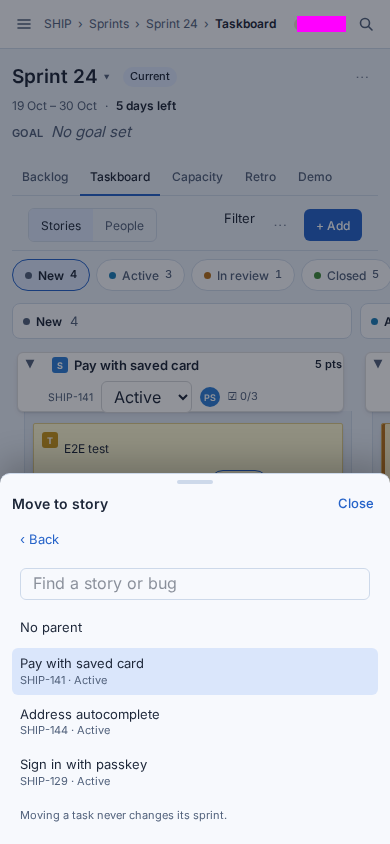 SHIP › Sprints › Sprint 24 › Taskboard
Sprint 24 ▾ Current ...
19 Oct – 30 Oct · 5 days left
GOAL No goal set
Backlog Taskboard Capacity Retro Demo
Stories People Filter ... + Add
New 4 Active 3 In review 1 Closed 5
New 4 A
▼ S Pay with saved card 5 pts ▼
SHIP-141 Active PS ☑ 0/3
T E2E test
Move to story Close
‹ Back
Find a story or bug
No parent
Pay with saved card
SHIP-141 · Active
Address autocomplete
SHIP-144 · Active
Sign in with passkey
SHIP-129 · Active
Moving a task never changes its sprint.